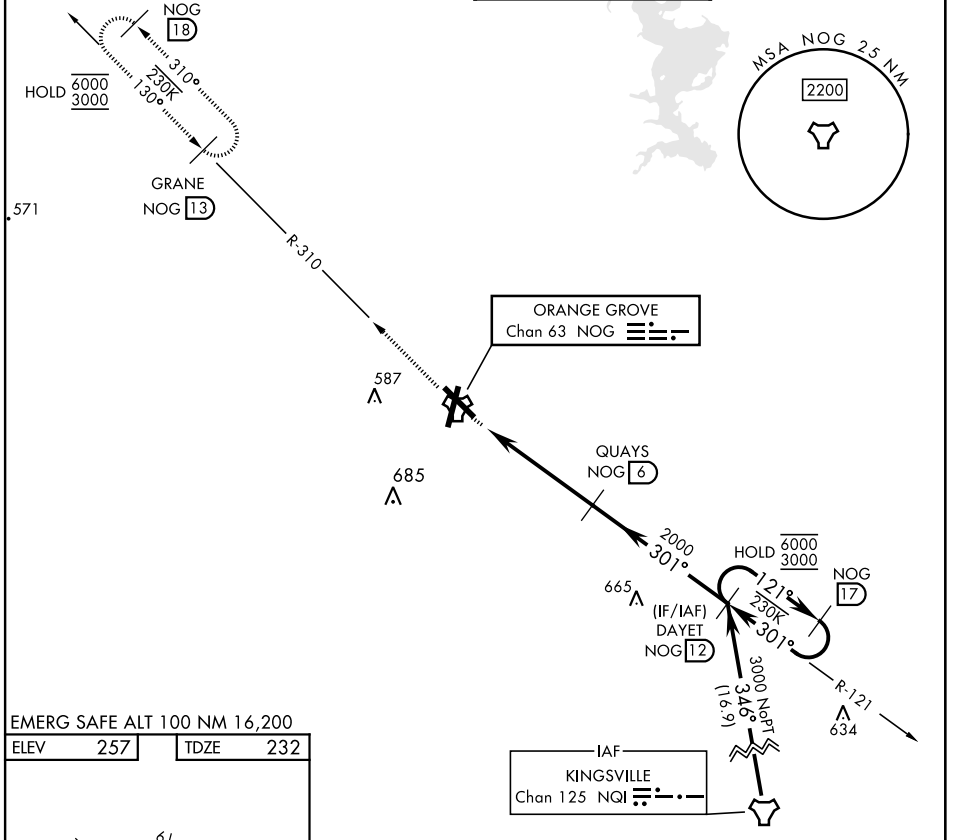 NOG
18
310°
230K
130°
HOLD 6000
3000
GRANE
NOG 13
571
R-310
MSA NOG 25 NM
2200
ORANGE GROVE
Chan 63 NOG
587
685
QUAYS
NOG 6
2000
301°
HOLD 6000
3000
NOG
17
121°
230K
301°
665
(IF/IAF)
DAYET
NOG 12
3000 NoPT
346°
(16.9)
R-121
634
IAF
KINGSVILLE
Chan 125 NQI
EMERG SAFE ALT 100 NM 16,200
ELEV 257
TDZE 232